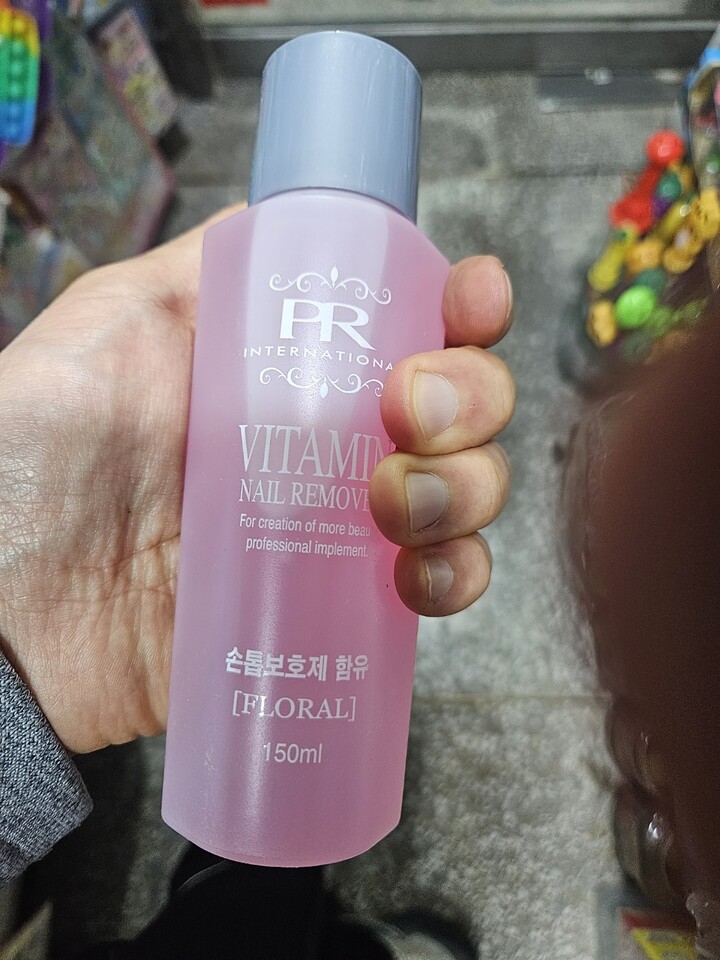 PR
INTERNATIONA
VITAMIN
NAIL REMOVE
For creation of more beau
professional implement.
손톱보호제 함유
[FLORAL]
150ml